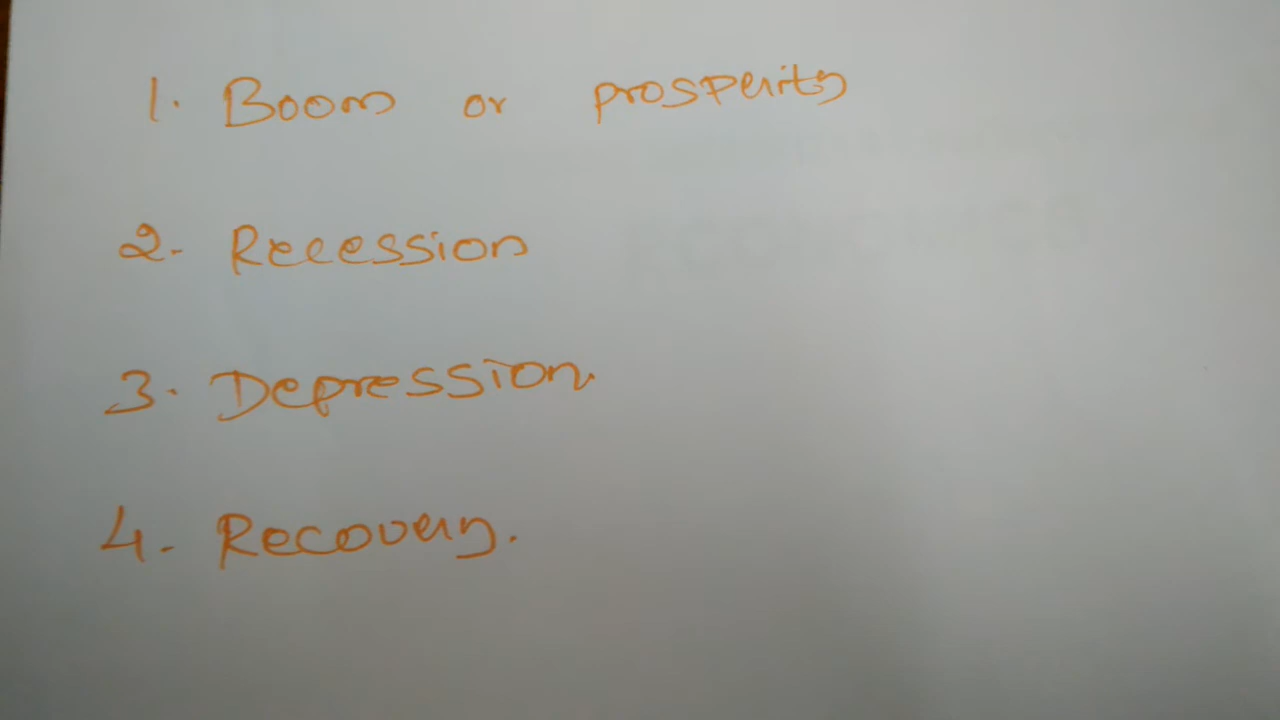 1. Boom or prosperity
2. Recession
3. Depression.
4. Recovery.